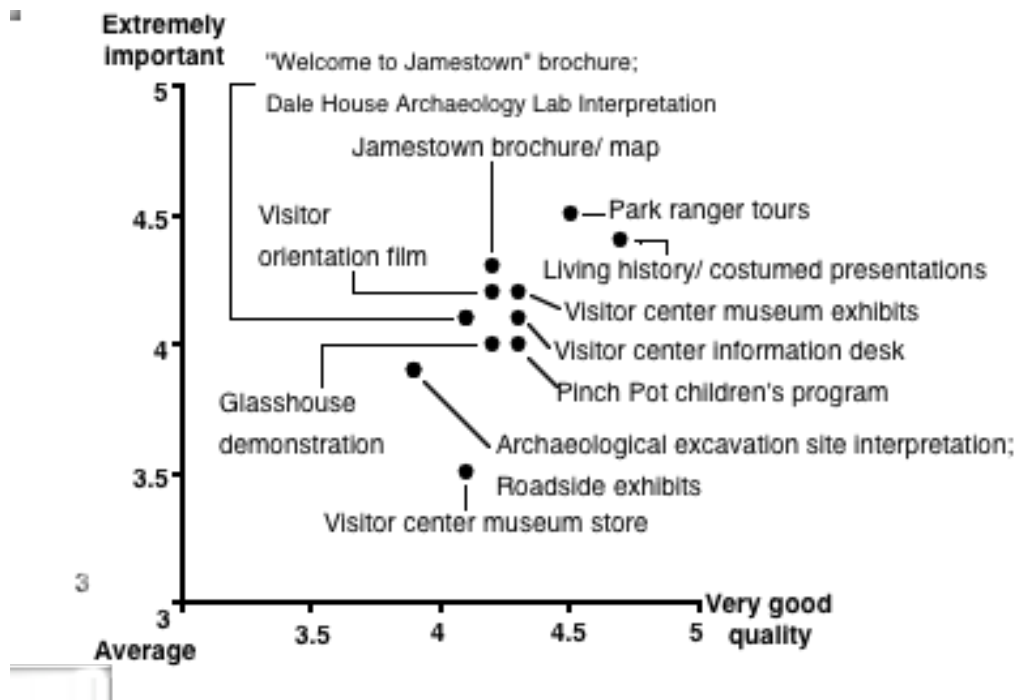 Extremely
important
"Welcome to Jamestown" brochure;
Dale House Archaeology Lab Interpretation
5
Jamestown brochure/ map
4.5
Visitor
orientation film
Park ranger tours
Living history/ costumed presentations
Visitor center museum exhibits
4
Visitor center information desk
Pinch Pot children's program
Glasshouse
demonstration
Archaeological excavation site interpretation;
Roadside exhibits
3.5
Visitor center museum store
3
3
3.5
4
4.5
5
Very good
quality
Average